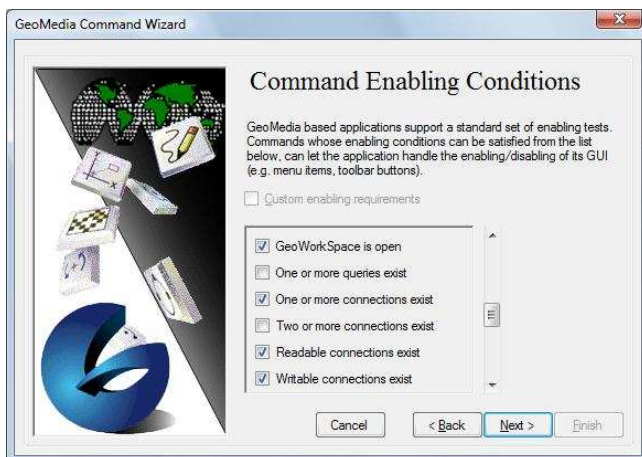 GeoMedia Command Wizard
Command Enabling Conditions
GeoMedia based applications support a standard set of enabling tests.
Commands whose enabling conditions can be satisfied from the list
below, can let the application handle the enabling/disabling of its GUI
(e.g. menu items, toolbar buttons).
Custom enabling requirements
GeoWorkSpace is open
One or more queries exist
One or more connections exist
Two or more connections exist
Readable connections exist
Writable connections exist
Cancel
< Back
Next >
Finish